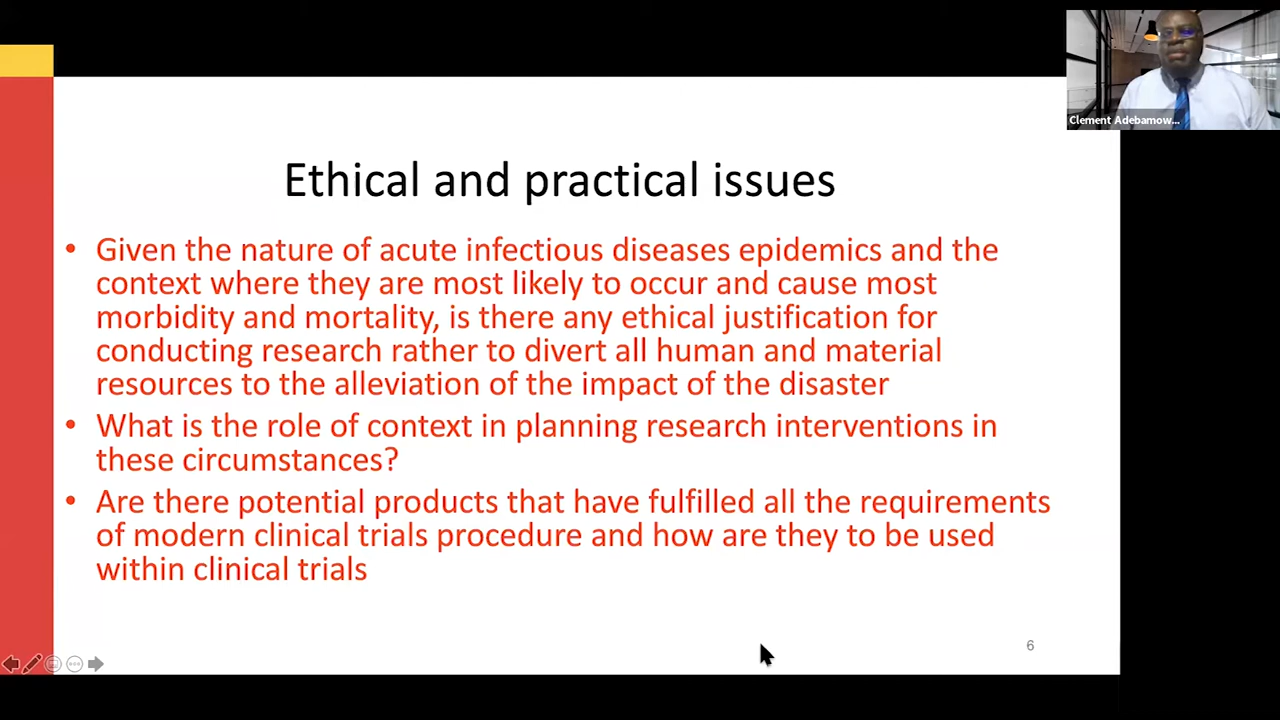 Clement Adebamow...
Ethical and practical issues
• Given the nature of acute infectious diseases epidemics and the
context where they are most likely to occur and cause most
morbidity and mortality, is there any ethical justification for
conducting research rather to divert all human and material
resources to the alleviation of the impact of the disaster
• What is the role of context in planning research interventions in
these circumstances?
• Are there potential products that have fulfilled all the requirements
of modern clinical trials procedure and how are they to be used
within clinical trials
6